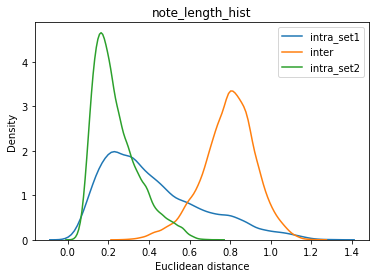 note_length_hist
intra_set1
inter
intra_set2
Density
4
3
2
1
0
0.0 0.2 0.4 0.6 0.8 1.0 1.2 1.4
Euclidean distance